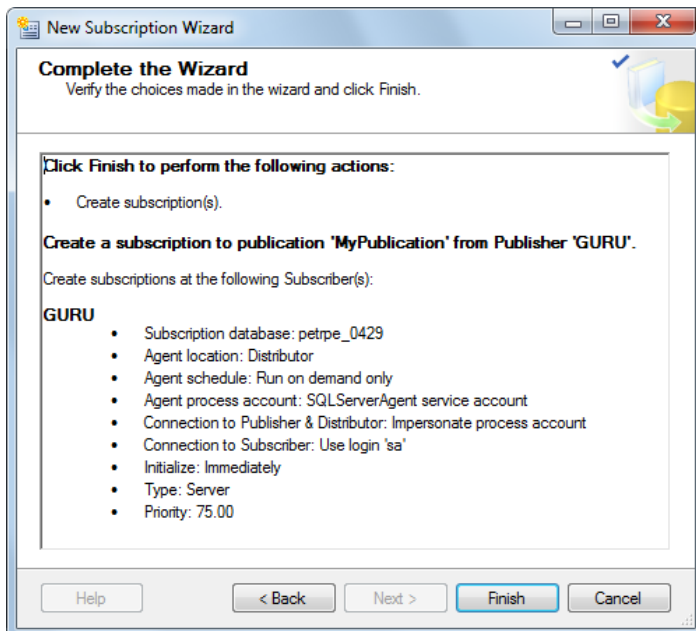 New Subscription Wizard
Complete the Wizard
Verify the choices made in the wizard and click Finish.
Click Finish to perform the following actions:
• Create subscription(s).
Create a subscription to publication 'MyPublication' from Publisher 'GURU'.
Create subscriptions at the following Subscriber(s):
GURU
• Subscription database: petrpe_0429
• Agent location: Distributor
• Agent schedule: Run on demand only
• Agent process account: SQLServerAgent service account
• Connection to Publisher & Distributor: Impersonate process account
• Connection to Subscriber: Use login 'sa'
• Initialize: Immediately
• Type: Server
• Priority: 75.00
Help < Back Next > Finish Cancel